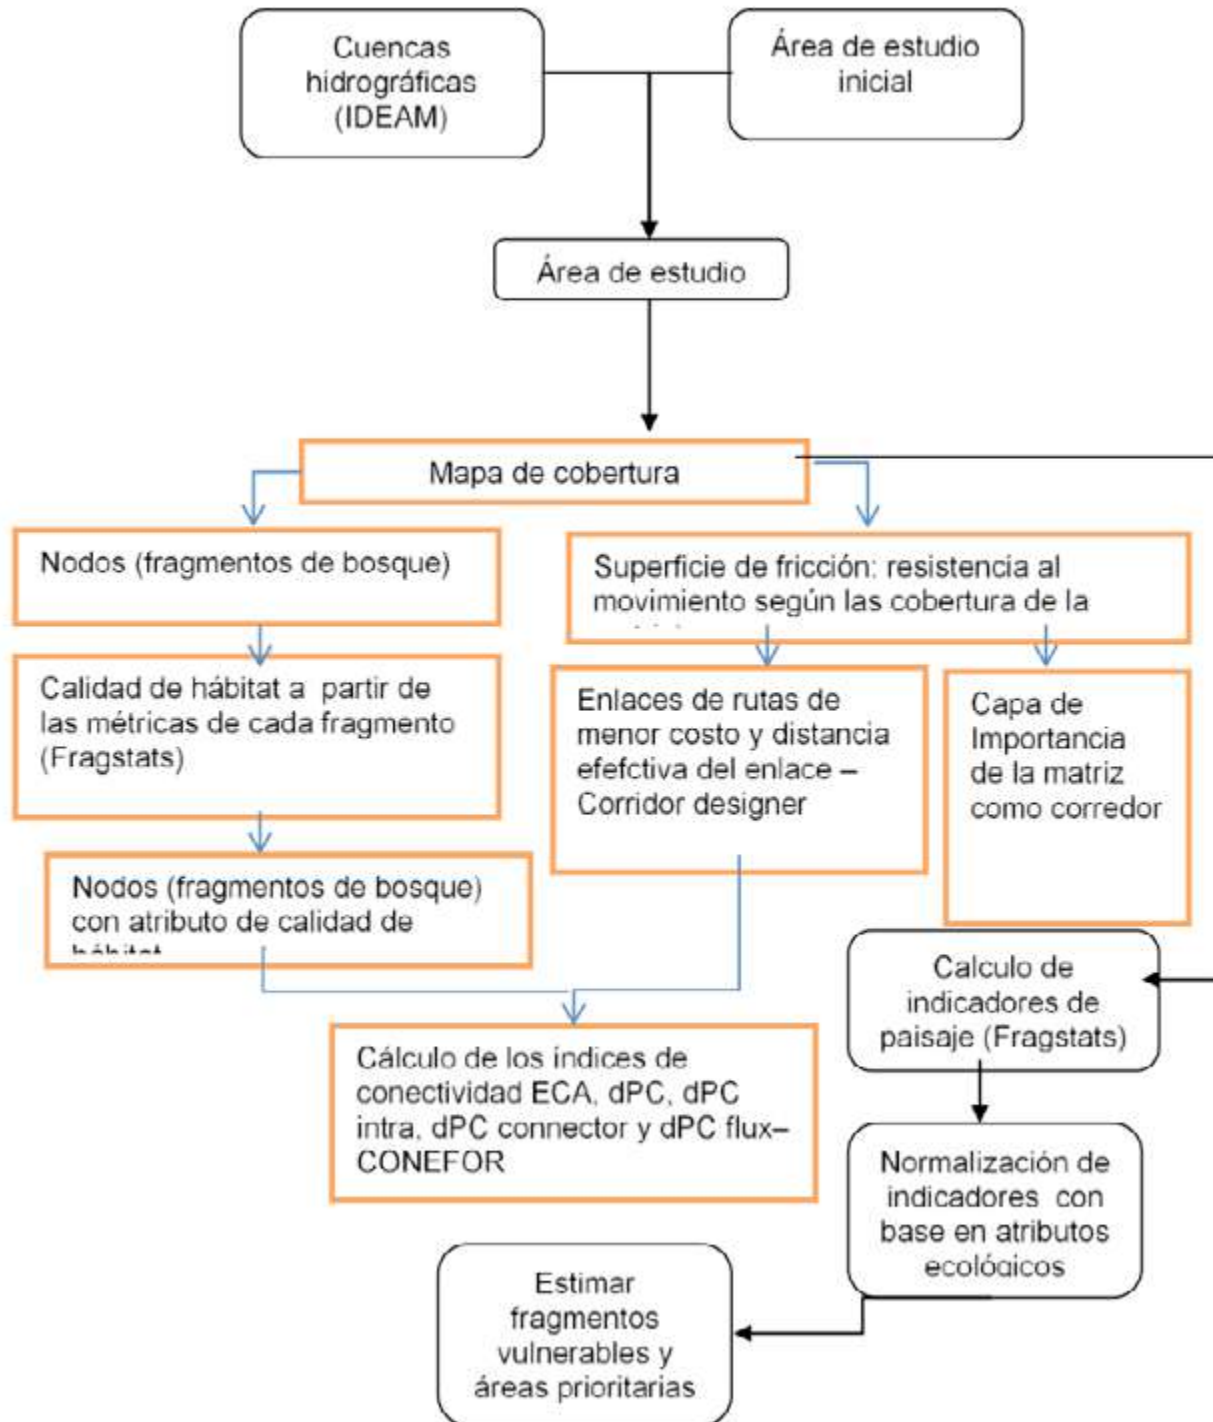 Cuencas
hidrográficas
(IDEAM)
Área de estudio
inicial
Área de estudio
Mapa de cobertura
Nodos (fragmentos de bosque)
Superficie de fricción: resistencia al
movimiento según las cobertura de la
Calidad de hábitat a partir de
las métricas de cada fragmento
(Fragstats)
Enlaces de rutas de
menor costo y distancia
efefctiva del enlace –
Corridor designer
Capa de
Importancia
de la matriz
como corredor
Nodos (fragmentos de bosque)
con atributo de calidad de
hábitat
Calculo de
indicadores de
paisaje (Fragstats)
Cálculo de los índices de
conectividad ECA, dPC, dPC
intra, dPC connector y dPC flux–
CONEFOR
Normalización de
indicadores con
base en atributos
ecológicos
Estimar
fragmentos
vulnerables y
áreas prioritarias